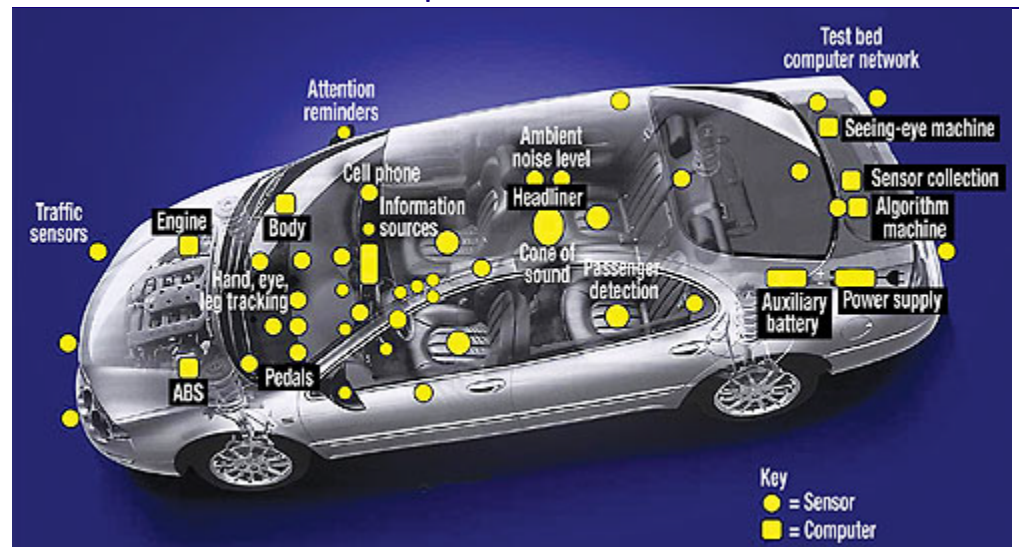 Test bed
computer network
Attention
reminders
Seeing-eye machine
Ambient
noise level
Cell phone
Headliner
Sensor collection
Information
sources
Algorithm
machine
Traffic
sensors
Engine
Body
Cone of
sound
Passenger
detection
Hand, eye,
leg tracking
Auxiliary
battery
Power supply
Pedals
ABS
Key
= Sensor
= Computer